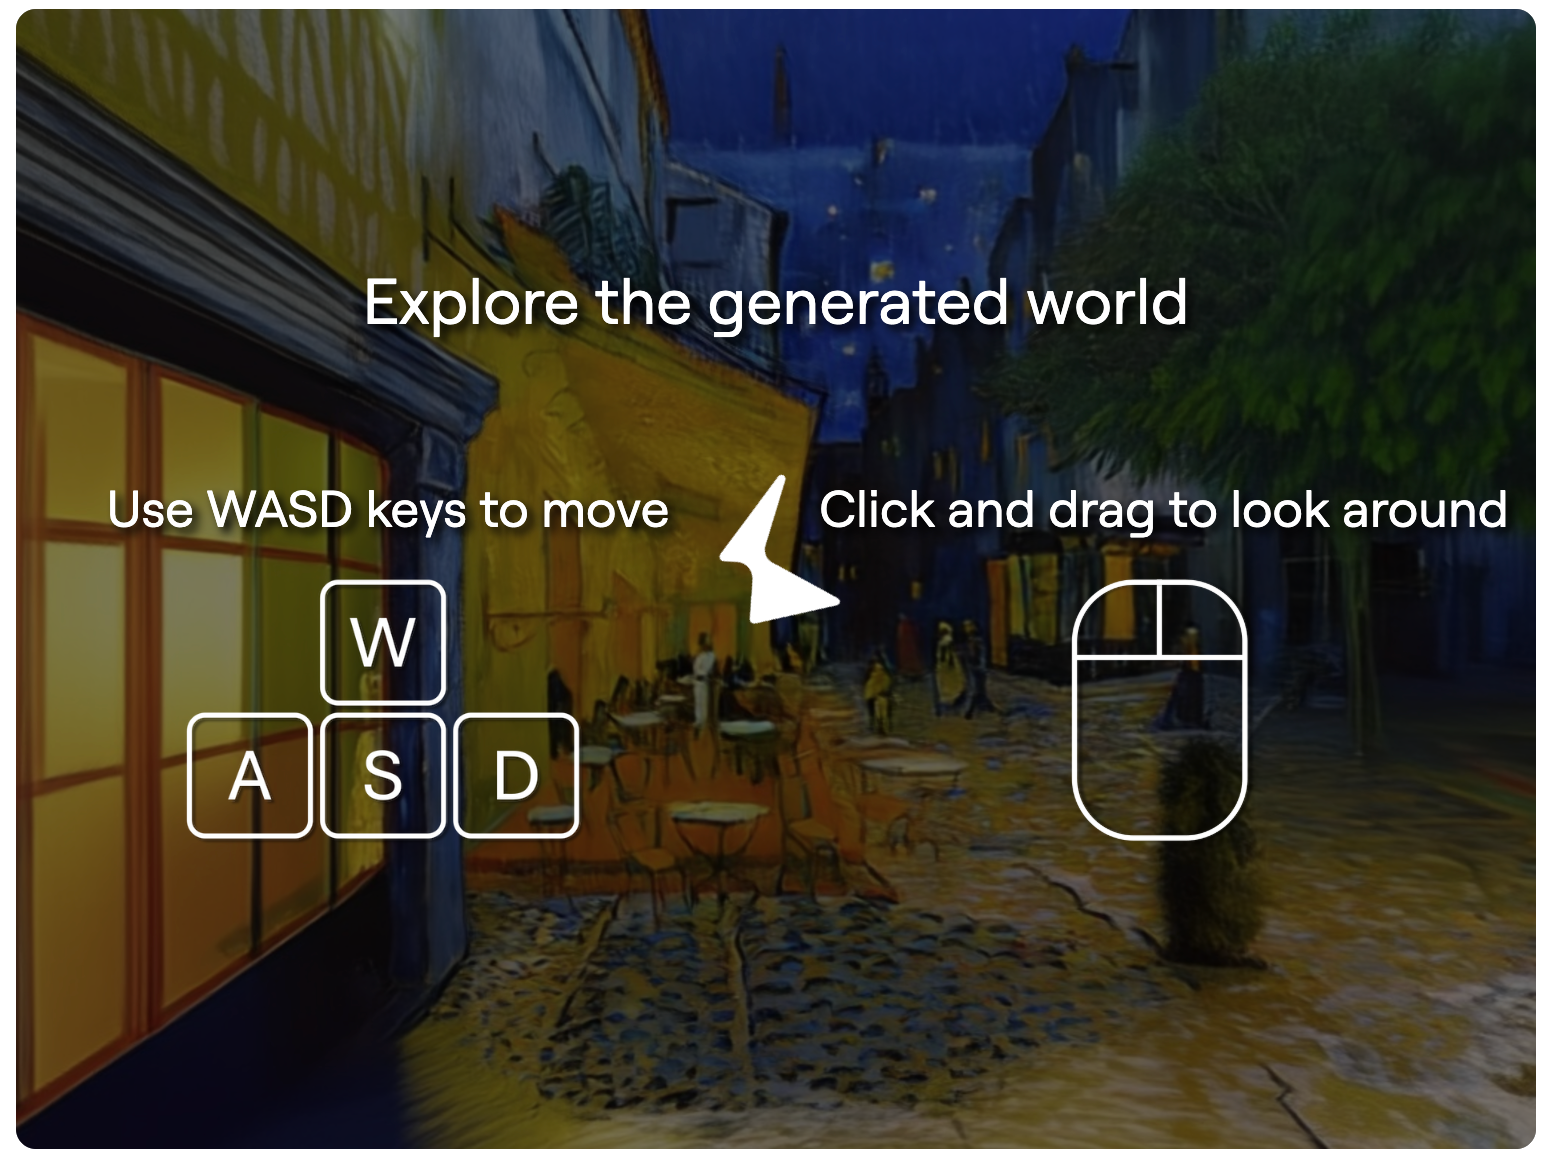 Explore the generated world
Use WASD keys to move
Click and drag to look around
W
A S D